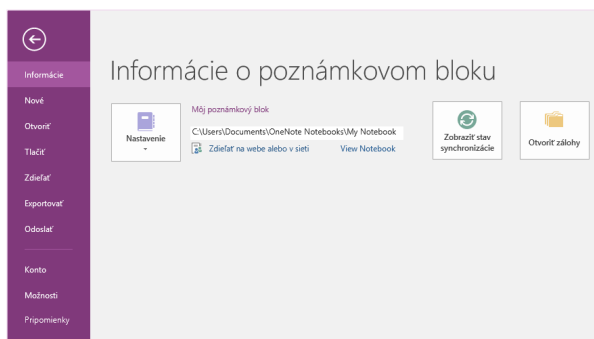 Informácie
Nové
Otvoriť
Tlačiť
Zdieľať
Exportovať
Odoslať
Konto
Možnosti
Pripomienky
Informácie o poznámkovom bloku
Nastavenie
Môj poznámkový blok
C:\Users\Documents\OneNote Notebooks\My Notebook
Zdieľať na webe alebo v sieti View Notebook
Zobraziť stav
synchronizácie
Otvoriť zálohy